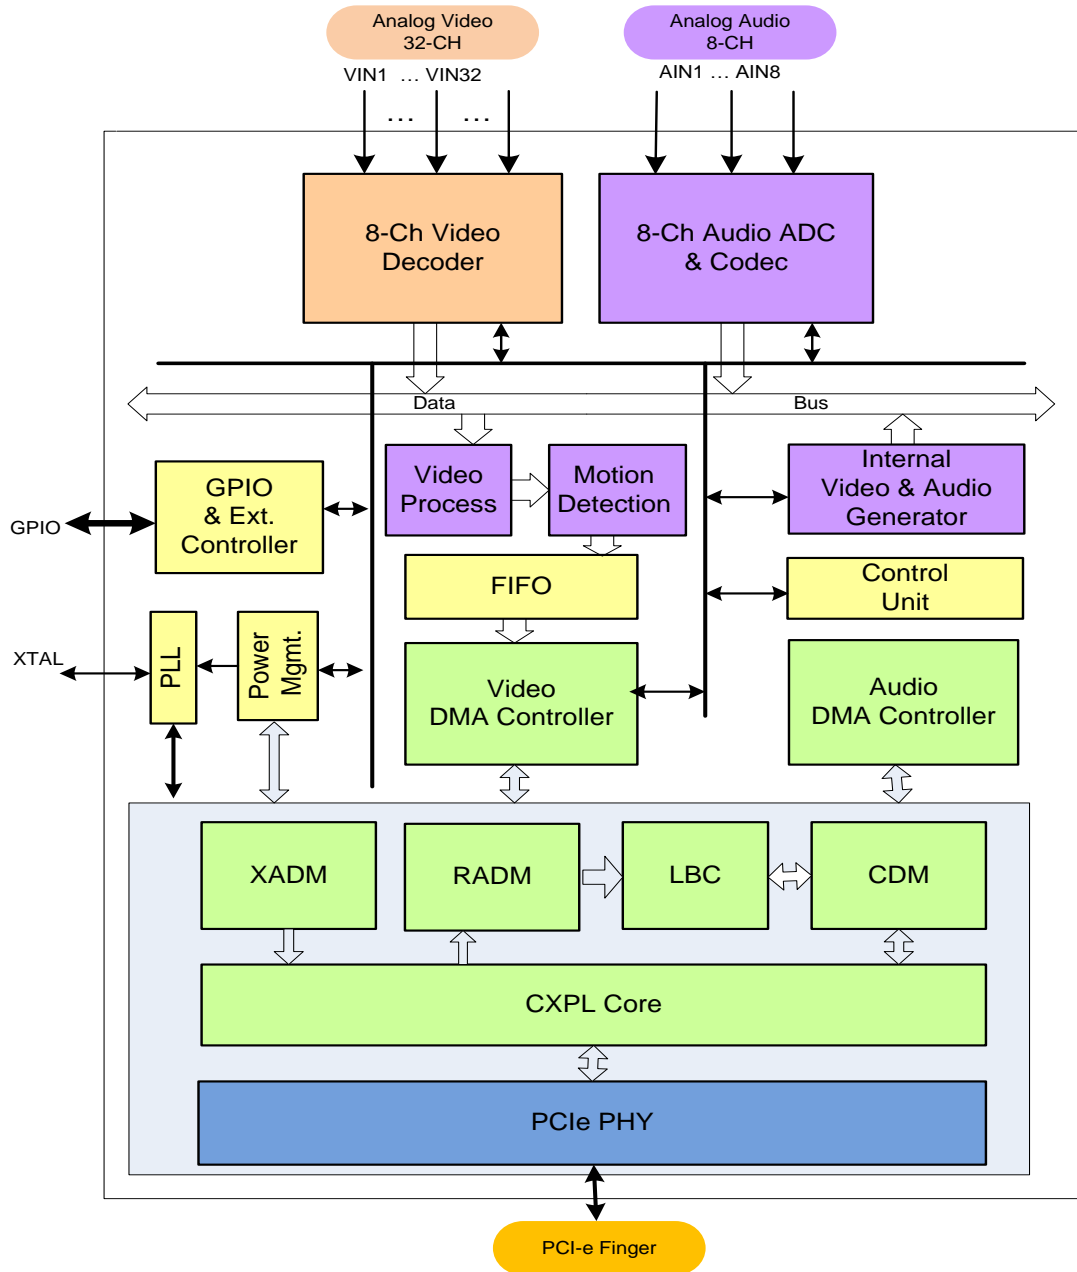 Analog Video
32-CH
Analog Audio
8-CH
VIN1 ... VIN32
AIN1 ... AIN8
... ...
8-Ch Video
Decoder
8-Ch Audio ADC
& Codec
Data
Bus
GPIO
GPIO
& Ext.
Controller
Video
Process
Motion
Detection
Internal
Video & Audio
Generator
FIFO
Control
Unit
XTAL
PLL
Power
Mgmt.
Video
DMA Controller
Audio
DMA Controller
XADM
RADM
LBC
CDM
CXPL Core
PCIe PHY
PCI-e Finger